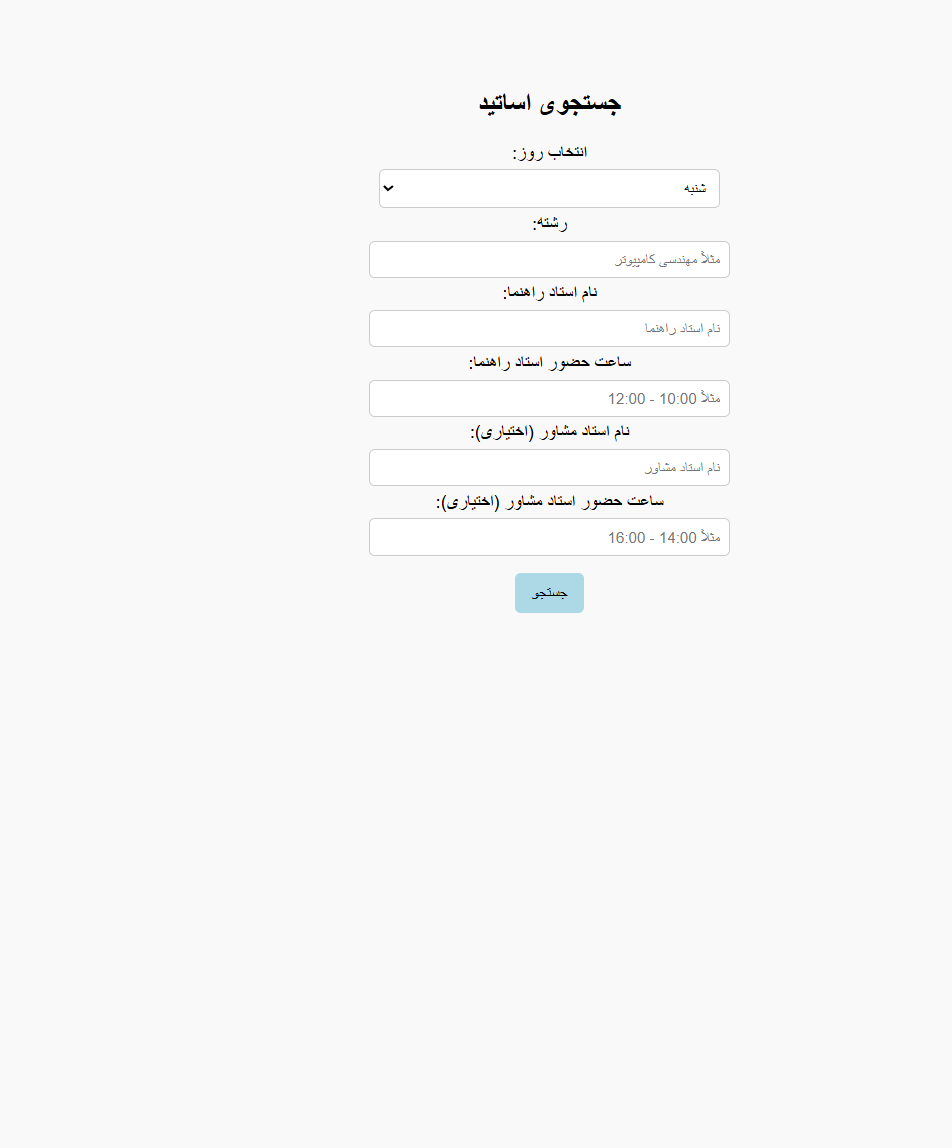 جستجوی اساتید
انتخاب روز:
شنبه
رشته:
مثلاً مهندسی کامپیوتر
نام استاد راهنما:
نام استاد راهنما
ساعت حضور استاد راهنما:
مثلاً 10:00 - 12:00
نام استاد مشاور (اختیاری):
نام استاد مشاور
ساعت حضور استاد مشاور (اختیاری):
مثلاً 14:00 - 16:00
جستجو